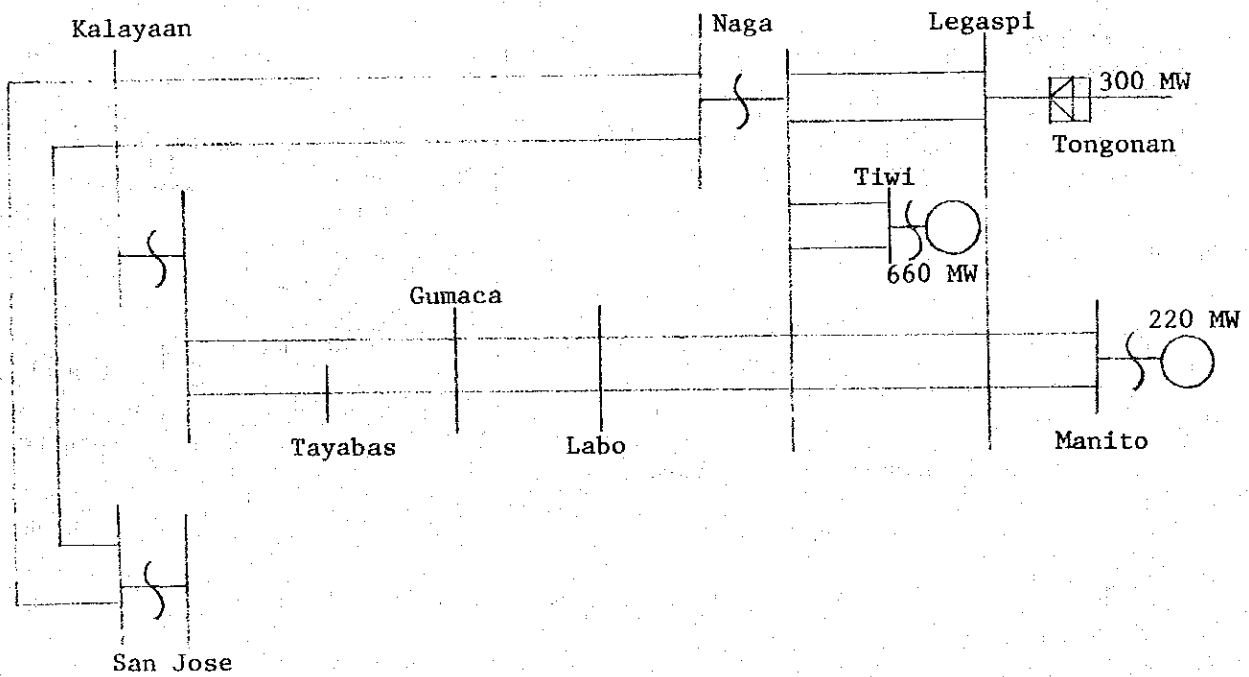 Kalayaan
Naga
Legaspi
300 MW
Tongonan
Tiwi
660 MW
Gumaca
220 MW
Tayabas
Labo
Manito
San Jose